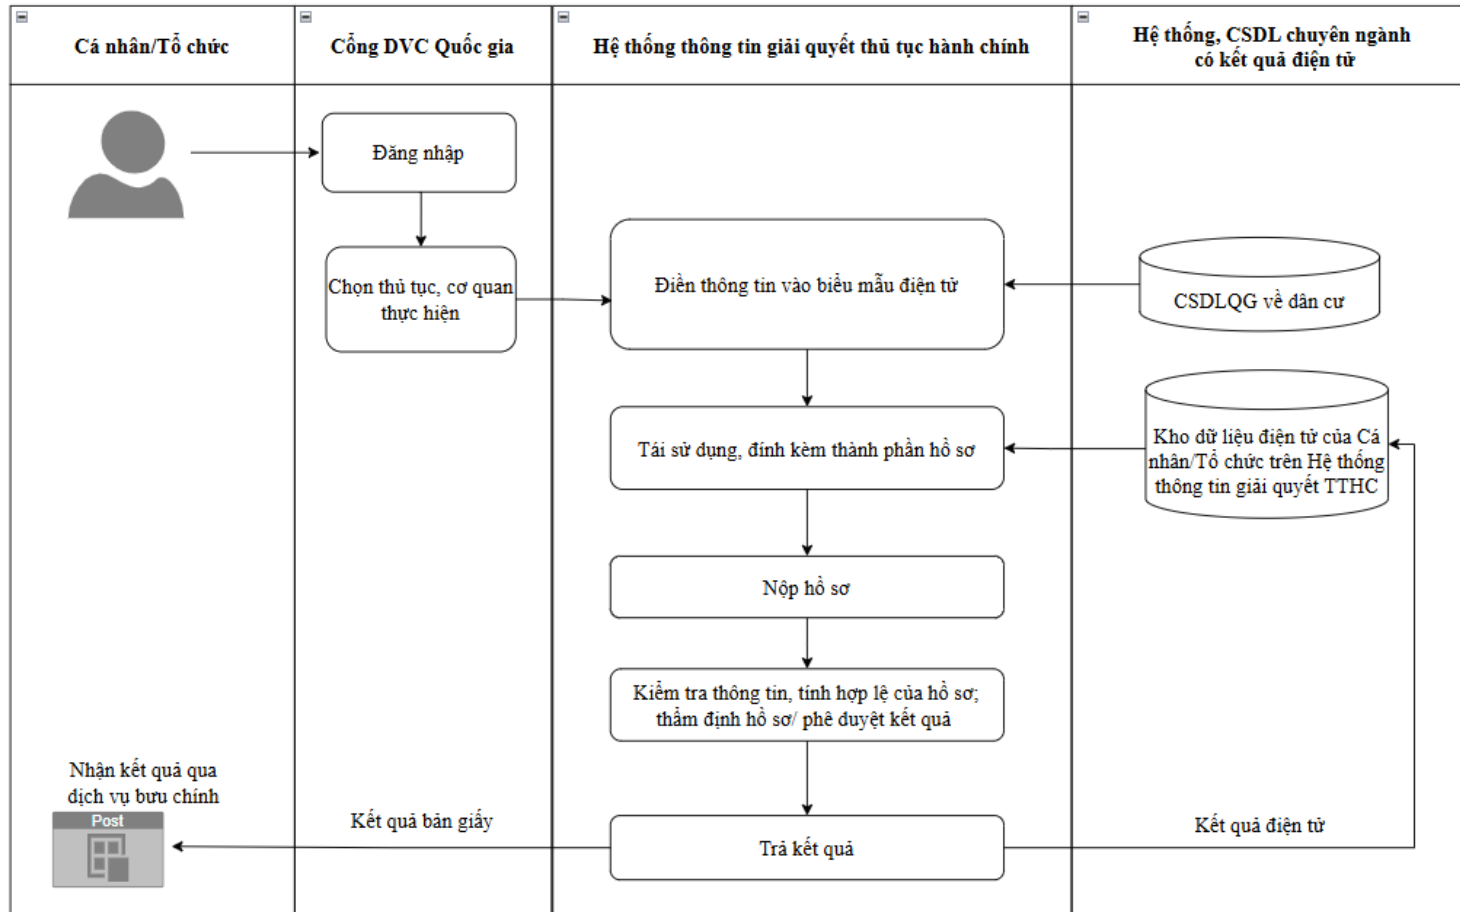 Cá nhân/Tổ chức
Cổng DVC Quốc gia
Hệ thống thông tin giải quyết thủ tục hành chính
Hệ thống, CSDL chuyên ngành
có kết quả điện tử
Đăng nhập
Chọn thủ tục, cơ quan
thực hiện
Điền thông tin vào biểu mẫu điện tử
CSDLQG về dân cư
Tái sử dụng, đính kèm thành phần hồ sơ
Kho dữ liệu điện tử của Cá
nhân/Tổ chức trên Hệ thống
thông tin giải quyết TTHC
Nộp hồ sơ
Kiểm tra thông tin, tính hợp lệ của hồ sơ;
thẩm định hồ sơ/ phê duyệt kết quả
Nhận kết quả qua
dịch vụ bưu chính
Post
Kết quả bản giấy
Trả kết quả
Kết quả điện tử